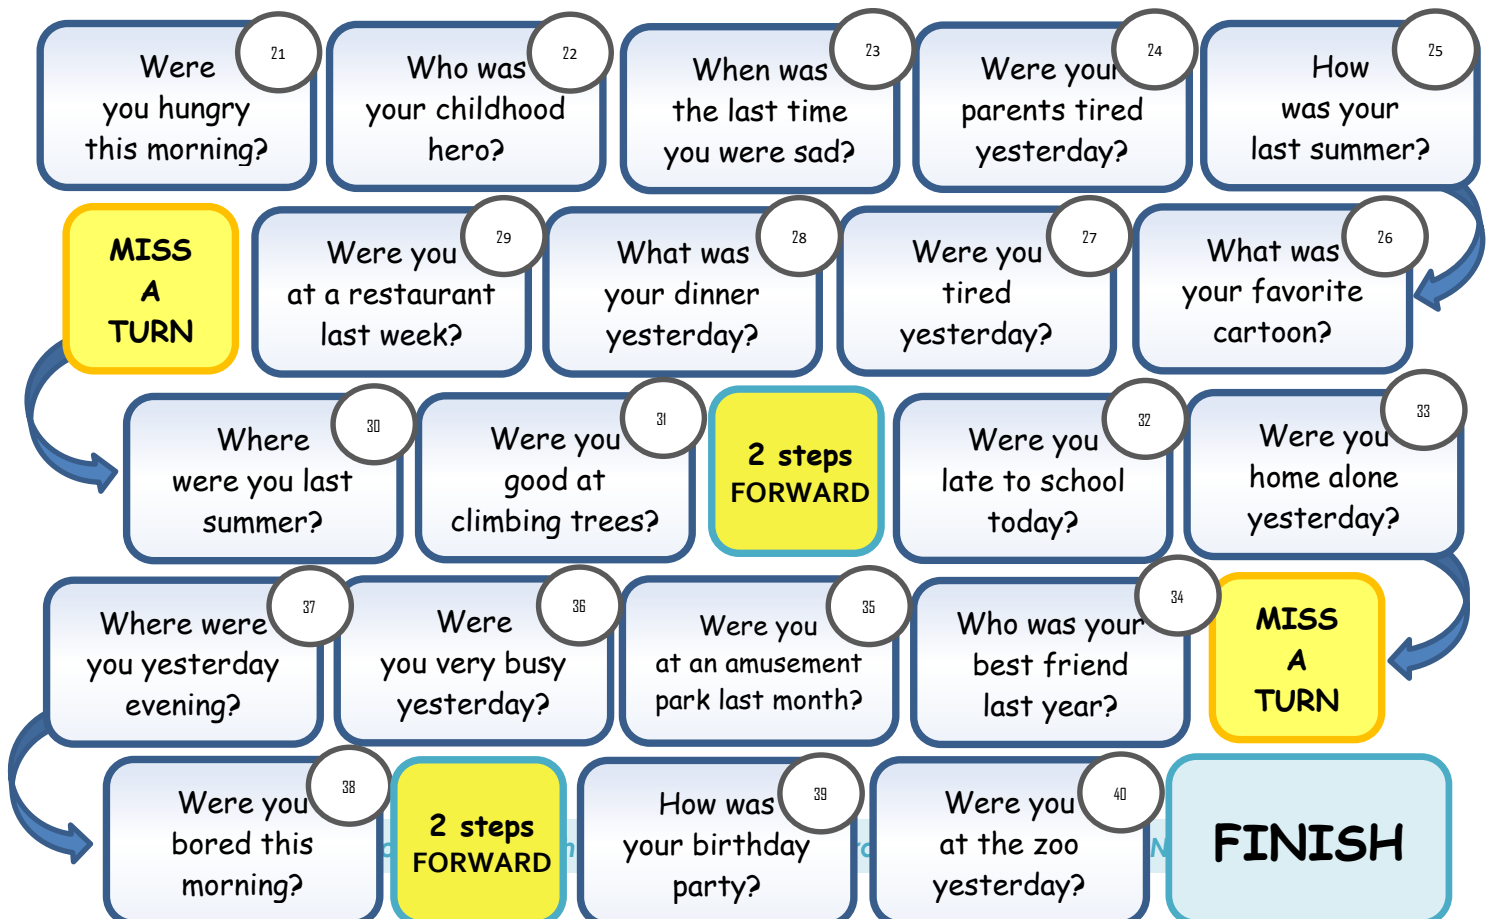 21
Were
you hungry
this morning?
22
Who was
your childhood
hero?
23
When was
the last time
you were sad?
24
Were your
parents tired
yesterday?
25
How
was your
last summer?
MISS
A
TURN
29
Were you
at a restaurant
last week?
28
What was
your dinner
yesterday?
27
Were you
tired
yesterday?
26
What was
your favorite
cartoon?
30
Where
were you last
summer?
31
Were you
good at
climbing trees?
2 steps
FORWARD
32
Were you
late to school
today?
33
Were you
home alone
yesterday?
37
Where were
you yesterday
evening?
36
Were
you very busy
yesterday?
35
Were you
at an amusement
park last month?
34
Who was your
best friend
last year?
MISS
A
TURN
38
Were you
bored this
morning?
2 steps
FORWARD
39
How was
your birthday
party?
40
Were you
at the zoo
yesterday?
FINISH